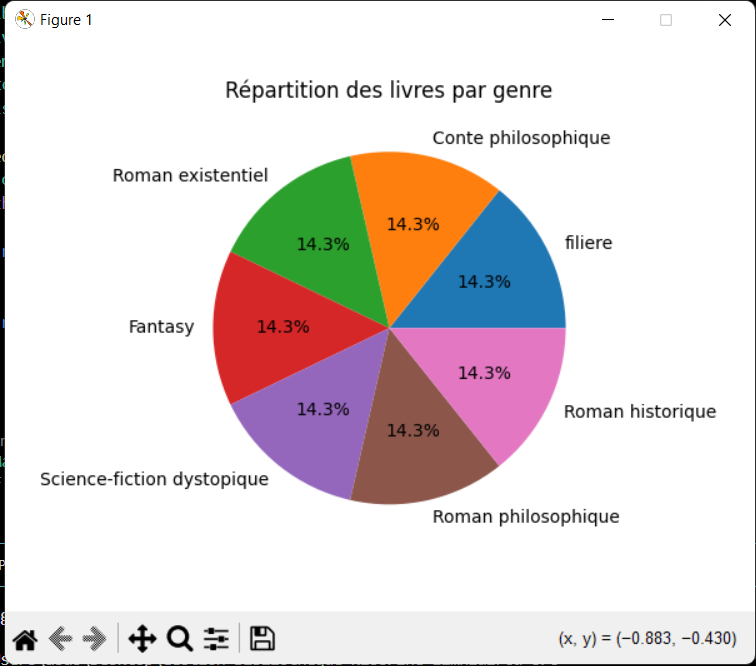 Figure 1
Répartition des livres par genre
Conte philosophique
Roman existentiel
14.3%
14.3%
filiere
14.3%
Fantasy
14.3%
14.3%
Roman historique
14.3%
14.3%
Science-fiction dystopique
Roman philosophique
(x, y) = (−0.883, −0.430)